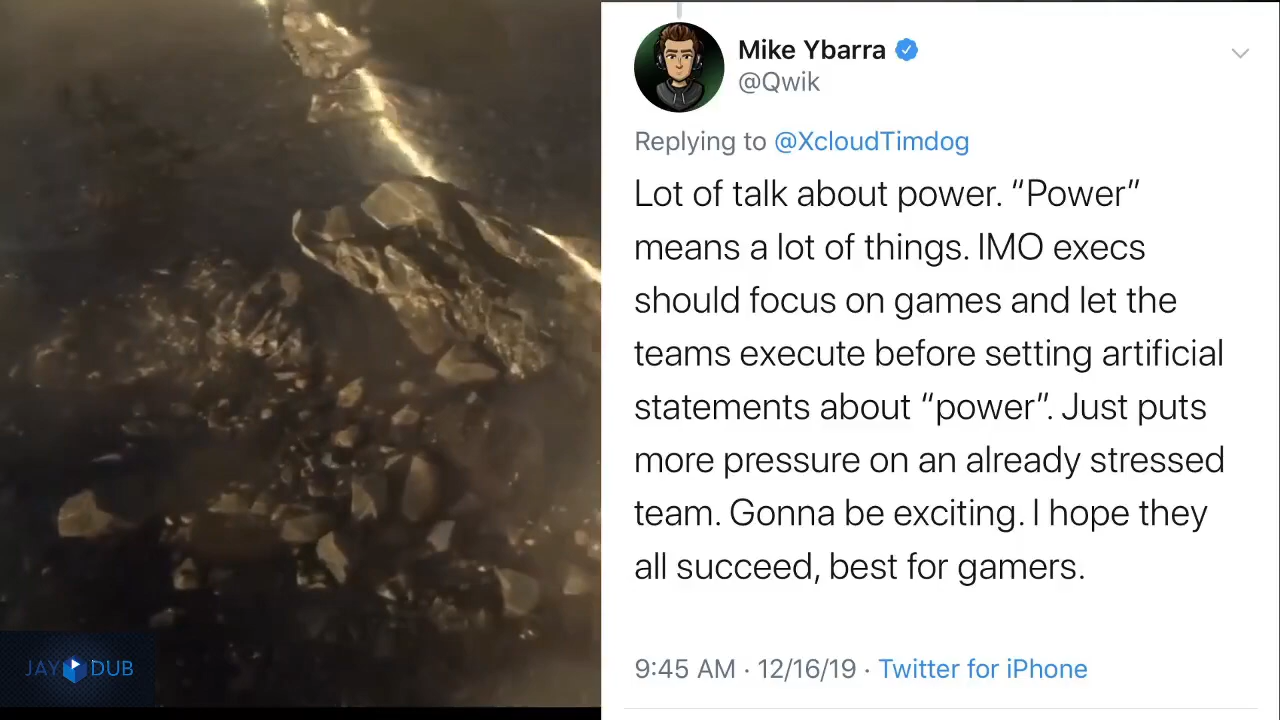 Mike Ybarra
@Qwik
Replying to @XcloudTimdog
Lot of talk about power. “Power”
means a lot of things. IMO execs
should focus on games and let the
teams execute before setting artificial
statements about “power”. Just puts
more pressure on an already stressed
team. Gonna be exciting. I hope they
all succeed, best for gamers.
9:45 AM · 12/16/19 · Twitter for iPhone
JAY DUB